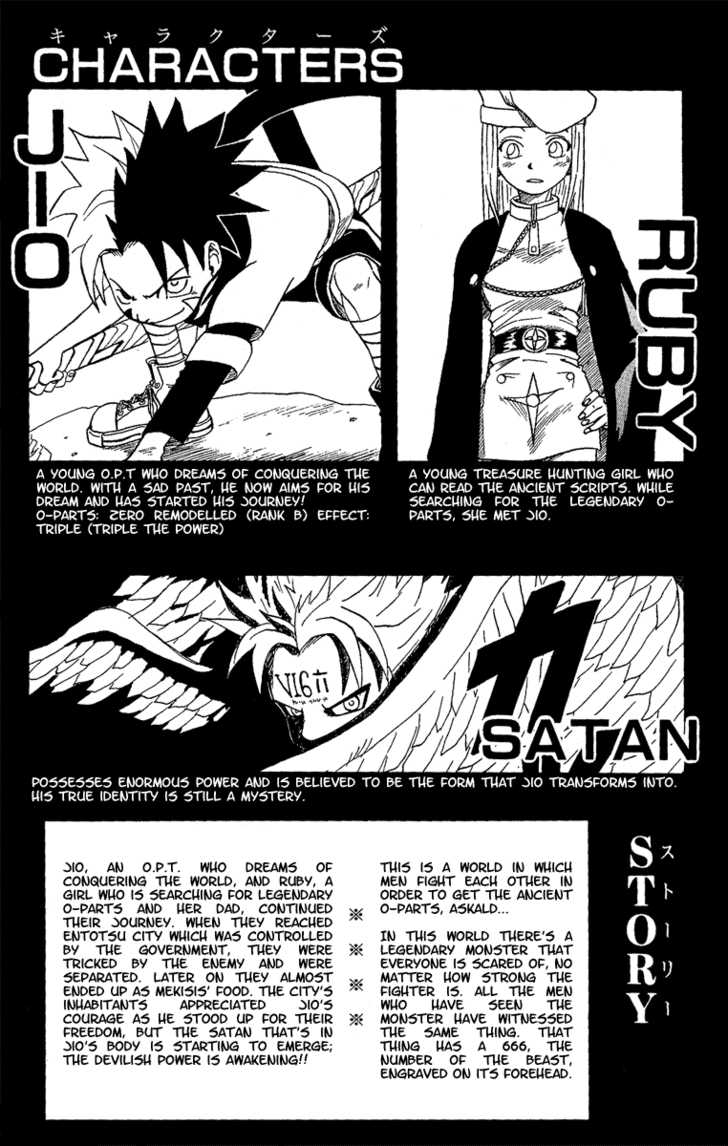 キャラクターズ
CHARACTERS
JIO
RUBY
A YOUNG O.P.T WHO DREAMS OF CONQUERING THE
WORLD. WITH A SAD PAST, HE NOW AIMS FOR HIS
DREAM AND HAS STARTED HIS JOURNEY!
O-PARTS: ZERO REMODELLED (RANK B) EFFECT:
TRIPLE (TRIPLE THE POWER)
A YOUNG TREASURE HUNTING GIRL WHO
CAN READ THE ANCIENT SCRIPTS. WHILE
SEARCHING FOR THE LEGENDARY O-
PARTS, SHE MET JIO.
VI6六
カ
SATAN
POSSESSES ENORMOUS POWER AND IS BELIEVED TO BE THE FORM THAT JIO TRANSFORMS INTO.
HIS TRUE IDENTITY IS STILL A MYSTERY.
STORY
ストーリー
THIS IS A WORLD IN WHICH
MEN FIGHT EACH OTHER IN
ORDER TO GET THE ANCIENT
O-PARTS, ASKALD...
IN THIS WORLD THERE'S A
LEGENDARY MONSTER THAT
EVERYONE IS SCARED OF, NO
MATTER HOW STRONG THE
FIGHTER IS. ALL THE MEN
WHO HAVE SEEN THE
MONSTER HAVE WITNESSED
THE SAME THING. THAT
THING HAS A 666, THE
NUMBER OF THE BEAST,
ENGRAVED ON ITS FOREHEAD.
※
※
※
※
JIO, AN O.P.T. WHO DREAMS OF
CONQUERING THE WORLD, AND RUBY, A
GIRL WHO IS SEARCHING FOR LEGENDARY
O-PARTS AND HER DAD, CONTINUED
THEIR JOURNEY. WHEN THEY REACHED
ENTOTSU CITY WHICH WAS CONTROLLED
BY THE GOVERNMENT, THEY WERE
TRICKED BY THE ENEMY AND WERE
SEPARATED. LATER ON THEY ALMOST
ENDED UP AS MEKISIS' FOOD. THE CITY'S
INHABITANTS APPRECIATED JIO'S
COURAGE AS HE STOOD UP FOR THEIR
FREEDOM, BUT THE SATAN THAT'S IN
JIO'S BODY IS STARTING TO EMERGE;
THE DEVILISH POWER IS AWAKENING!!